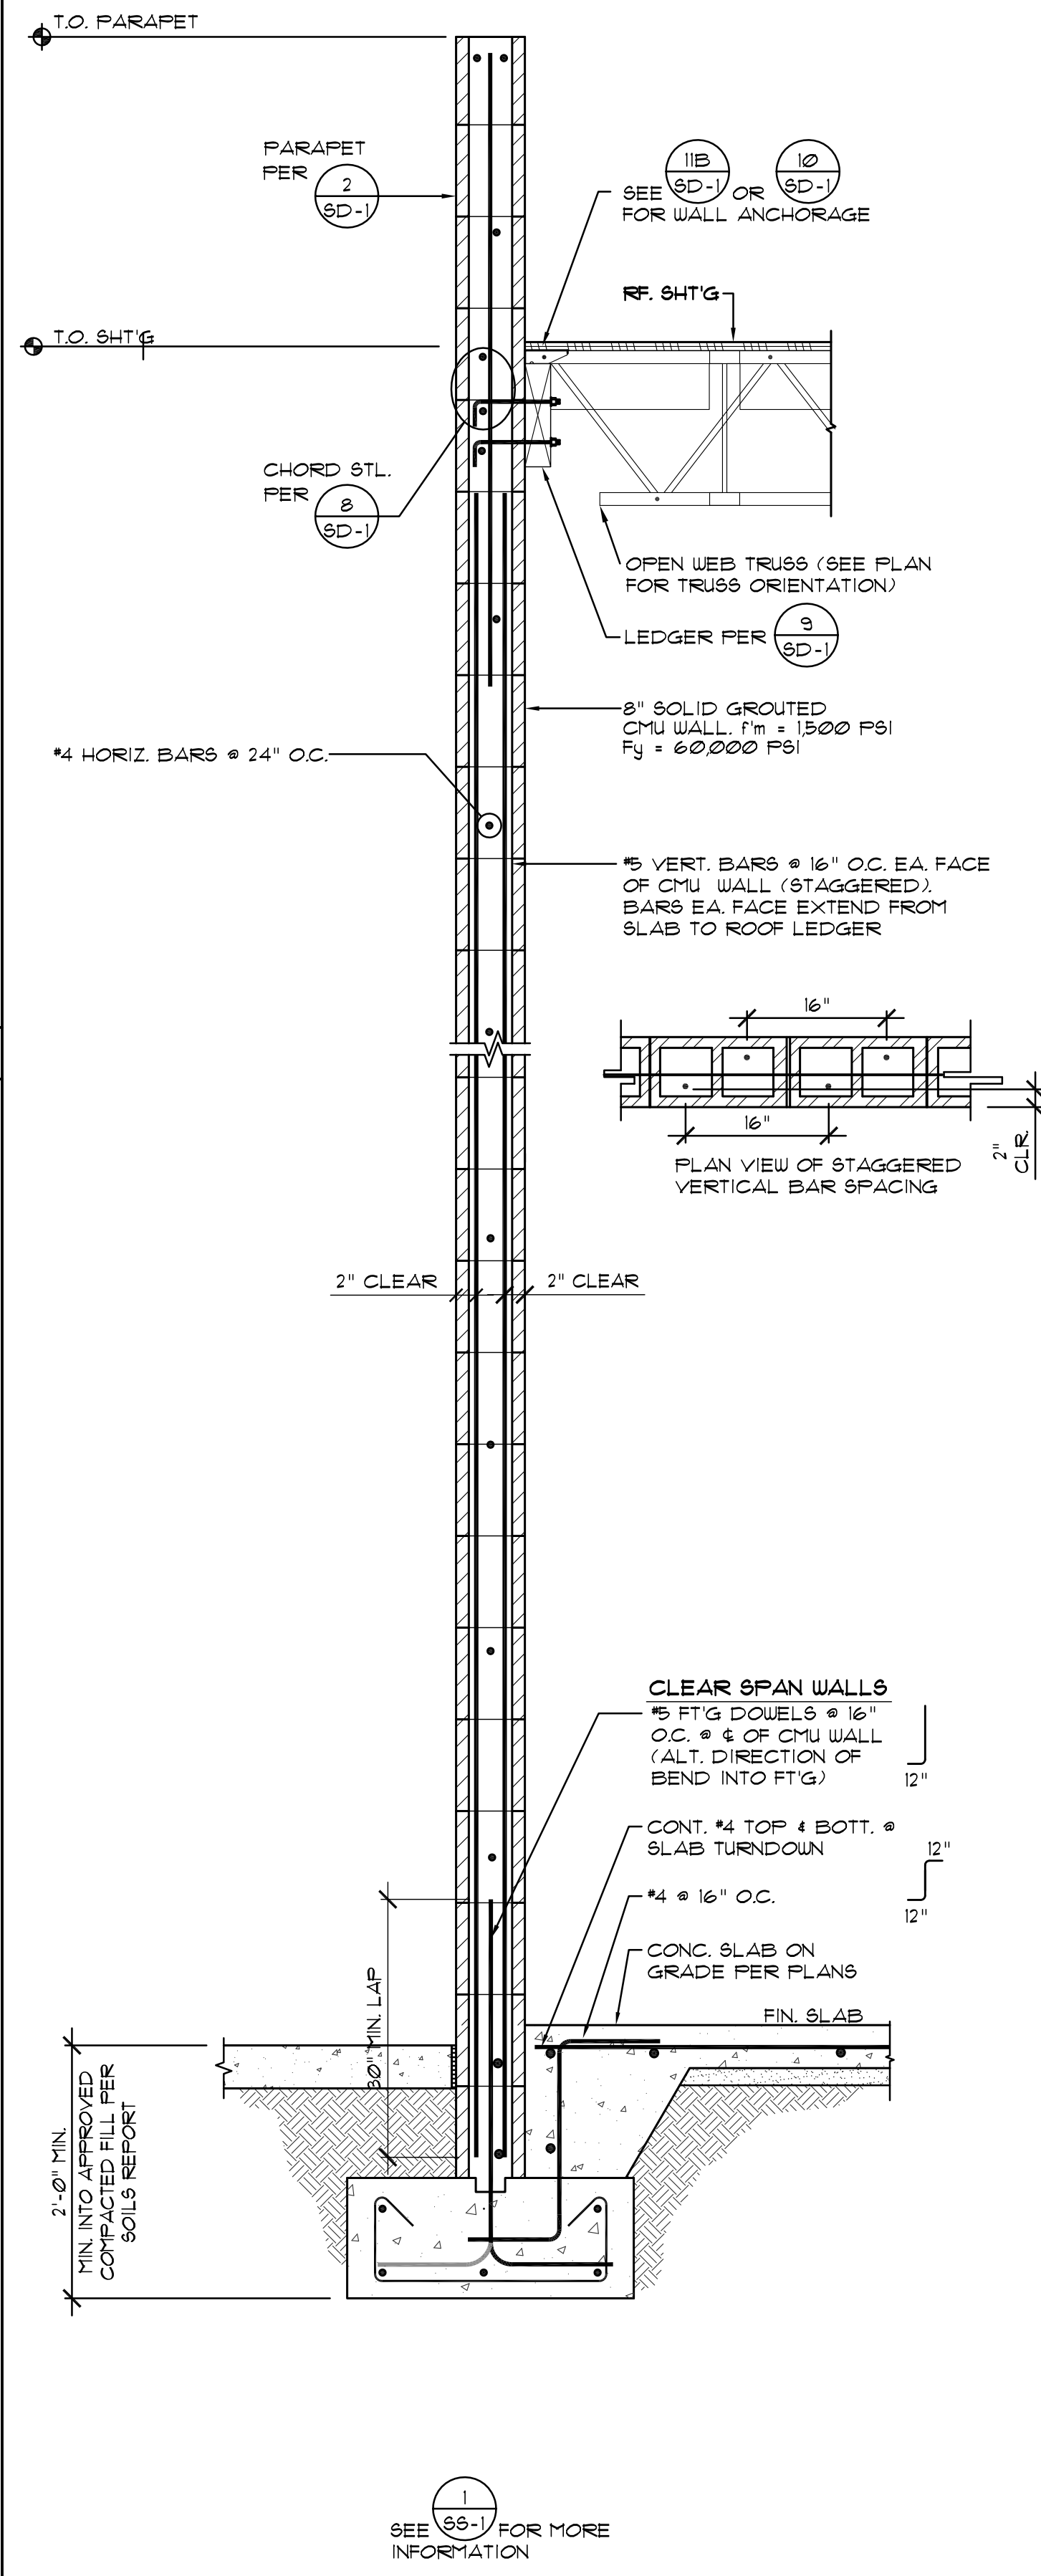 T.O. PARAPET
PARAPET
PER
2
SD-1
11B
SD-1
10
SD-1
SEE OR
FOR WALL ANCHORAGE
RF. SHT'G
T.O. SHT'G
CHORD STL.
PER
8
SD-1
OPEN WEB TRUSS (SEE PLAN
FOR TRUSS ORIENTATION)
LEDGER PER
9
SD-1
8" SOLID GROUTED
CMU WALL. f'm = 1,500 PSI
Fy = 60,000 PSI
#4 HORIZ. BARS @ 24" O.C.
#5 VERT. BARS @ 16" O.C. EA. FACE
OF CMU WALL (STAGGERED).
BARS EA. FACE EXTEND FROM
SLAB TO ROOF LEDGER
16"
16"
2"
CLR.
PLAN VIEW OF STAGGERED
VERTICAL BAR SPACING
2" CLEAR
2" CLEAR
CLEAR SPAN WALLS
#5 FT'G DOWELS @ 16"
O.C. @ ℄ OF CMU WALL
(ALT. DIRECTION OF
BEND INTO FT'G)
12"
CONT. #4 TOP & BOTT. @
SLAB TURNDOWN
12"
#4 @ 16" O.C.
12"
CONC. SLAB ON
GRADE PER PLANS
FIN. SLAB
30" MIN. LAP
2'-0" MIN.
MIN. INTO APPROVED
COMPACTED FILL PER
SOILS REPORT
1
SS-1
SEE FOR MORE
INFORMATION